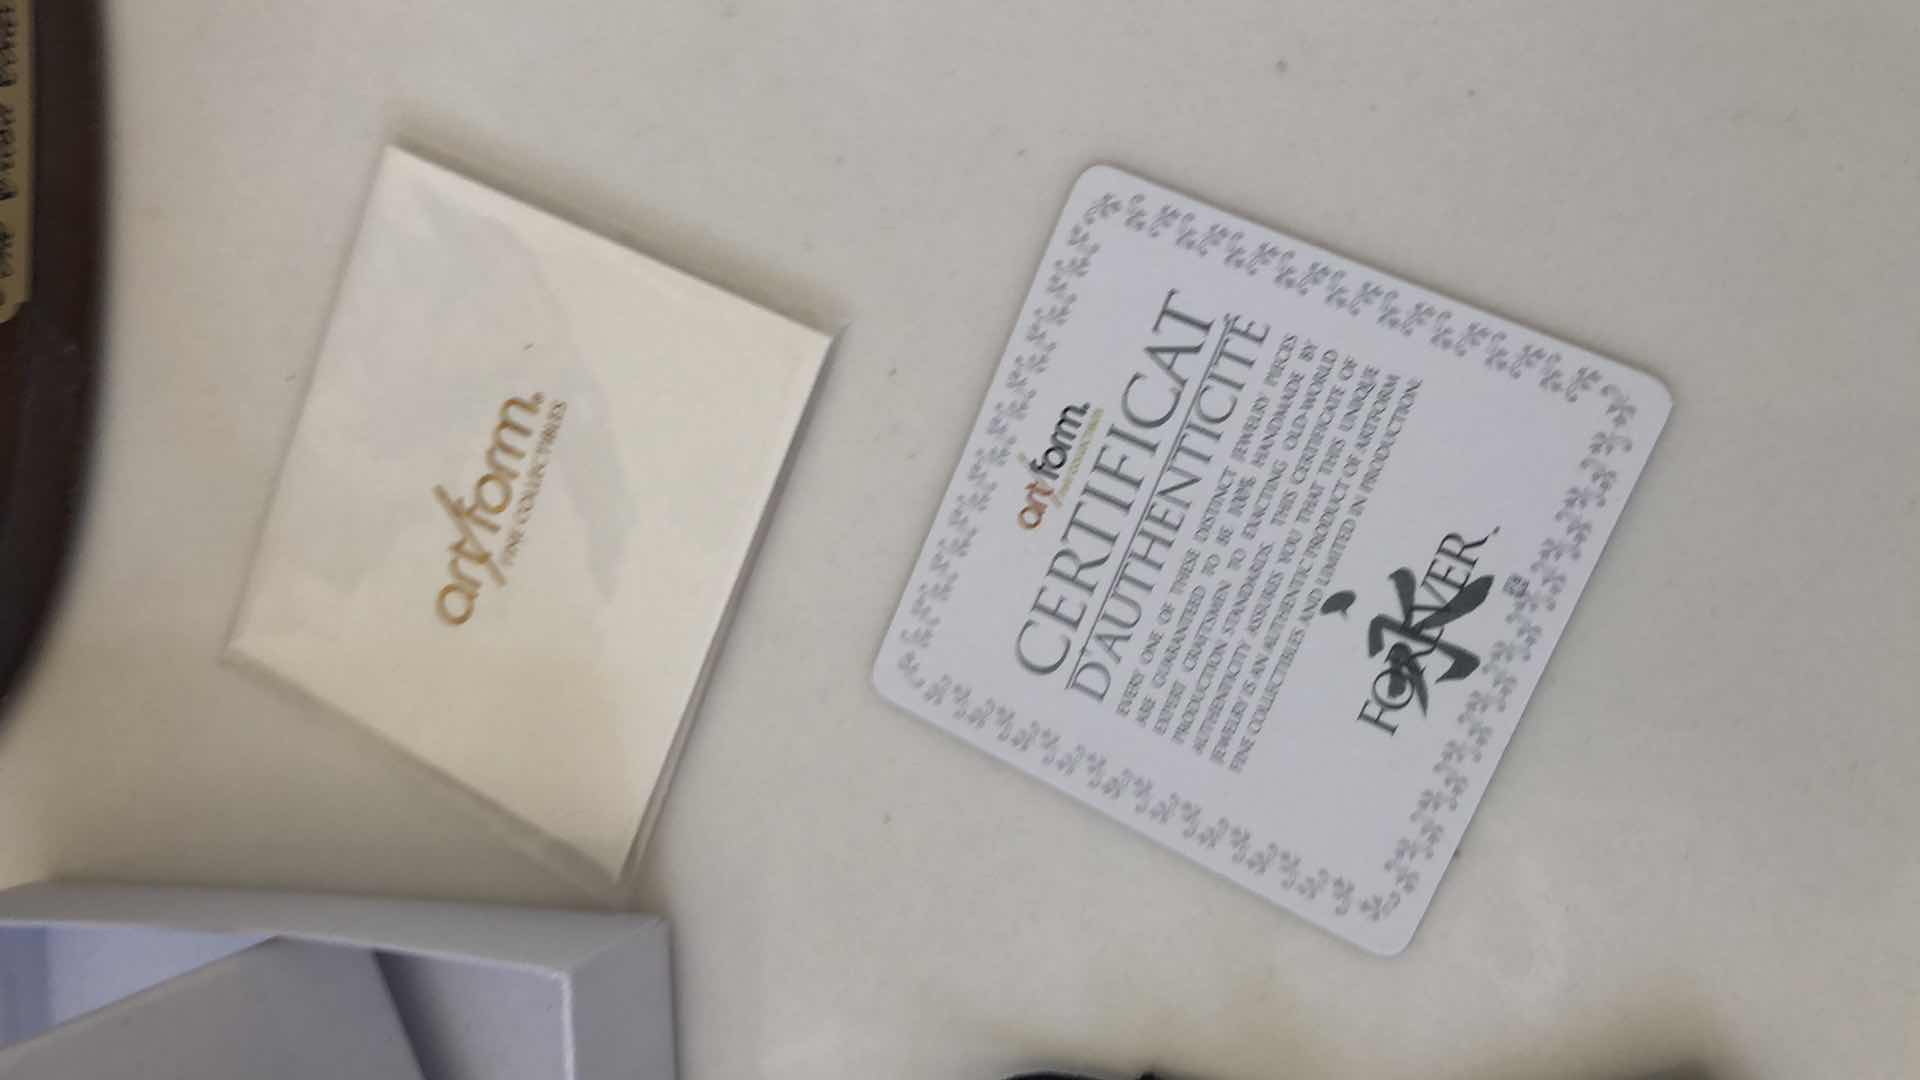 artform.
FINE COLLECTIBLES
artform.
FINE COLLECTIBLES
CERTIFICAT
D'AUTHENTICITÉ
EVERY ONE OF THESE DISTINCT JEWELRY PIECES
ARE GUARANTEED TO BE 100% HANDMADE BY
EXPERT CRAFTSMEN TO EXACTING OLD-WORLD
PRODUCTION STANDARDS. THIS CERTIFICATE OF
AUTHENTICITY ASSURES YOU THAT THIS UNIQUE
JEWELRY IS AN AUTHENTIC PRODUCT OF ARTFORM
FINE COLLECTIBLES AND LIMITED IN PRODUCTION.
永
FOREVER.